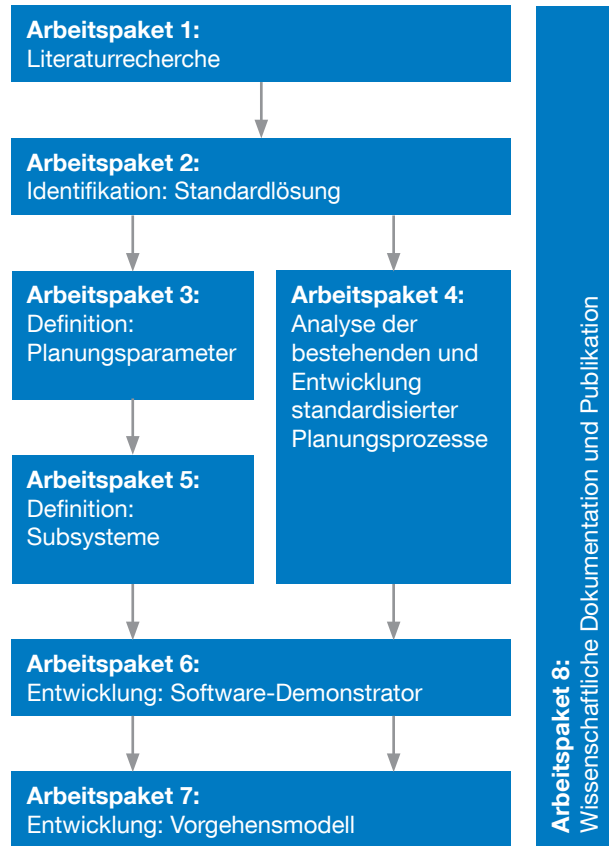 Arbeitspaket 1:
Literaturrecherche
Arbeitspaket 2:
Identifikation: Standardlösung
Arbeitspaket 3:
Definition:
Planungsparameter
Arbeitspaket 4:
Analyse der
bestehenden und
Entwicklung
standardisierter
Planungsprozesse
Arbeitspaket 5:
Definition:
Subsysteme
Arbeitspaket 6:
Entwicklung: Software-Demonstrator
Arbeitspaket 7:
Entwicklung: Vorgehensmodell
Arbeitspaket 8:
Wissenschaftliche Dokumentation und Publikation